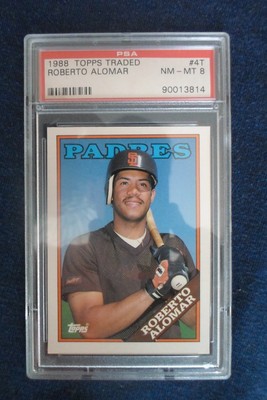 PSA
1988 TOPPS TRADED #4T
ROBERTO ALOMAR NM-MT 8
90013814
PADRES
SD
Topps
ROBERTO
ALOMAR